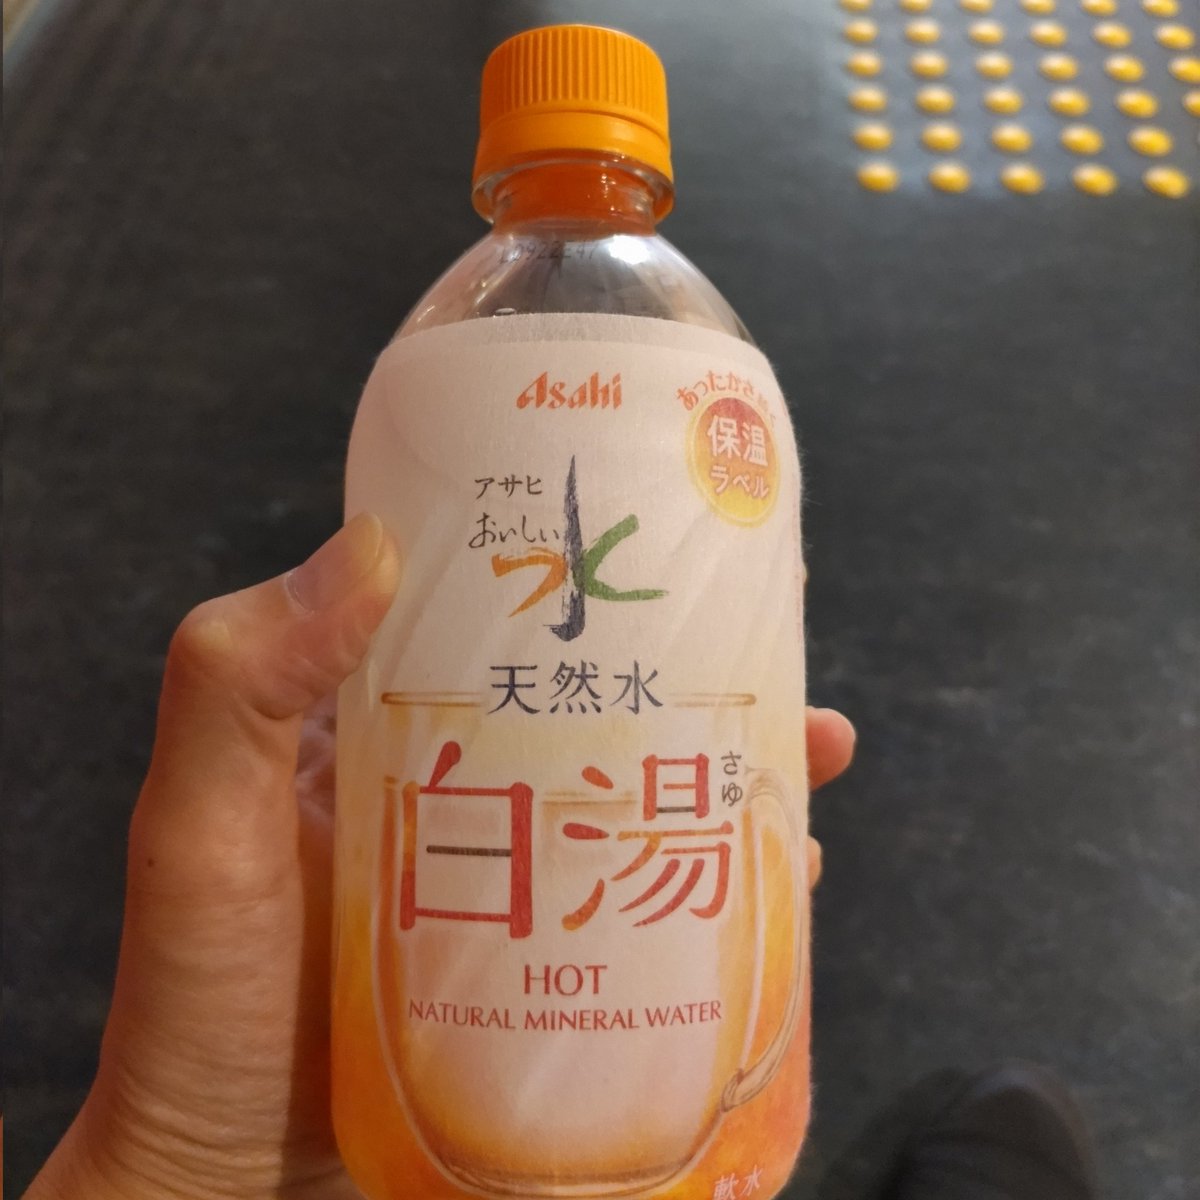 Asahi
あったかさ続く
保温
ラベル
アサヒ
おいしい
水
天然水
白湯
さゆ
HOT
NATURAL MINERAL WATER
軟水